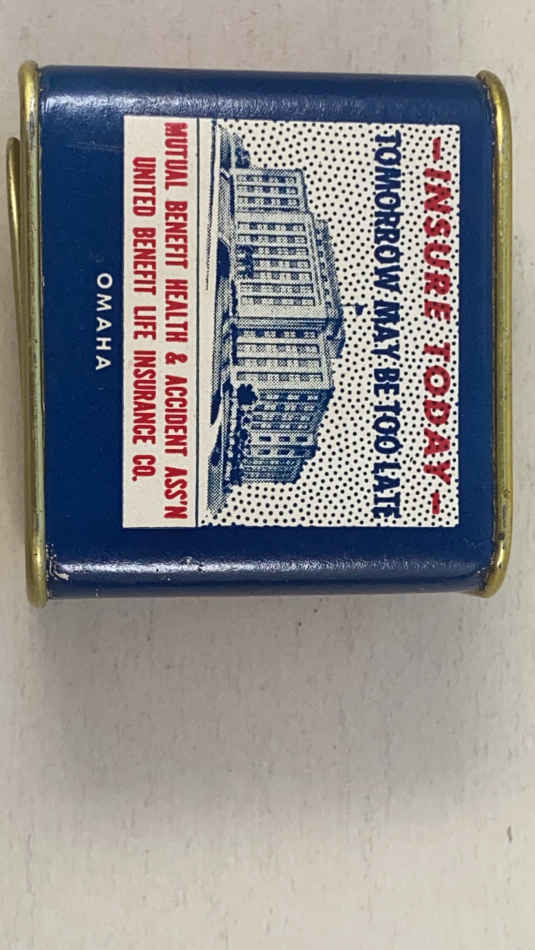 -INSURE TODAY-
TOMORROW MAY BE TOO LATE
MUTUAL BENEFIT HEALTH & ACCIDENT ASS'N
UNITED BENEFIT LIFE INSURANCE CO.
OMAHA